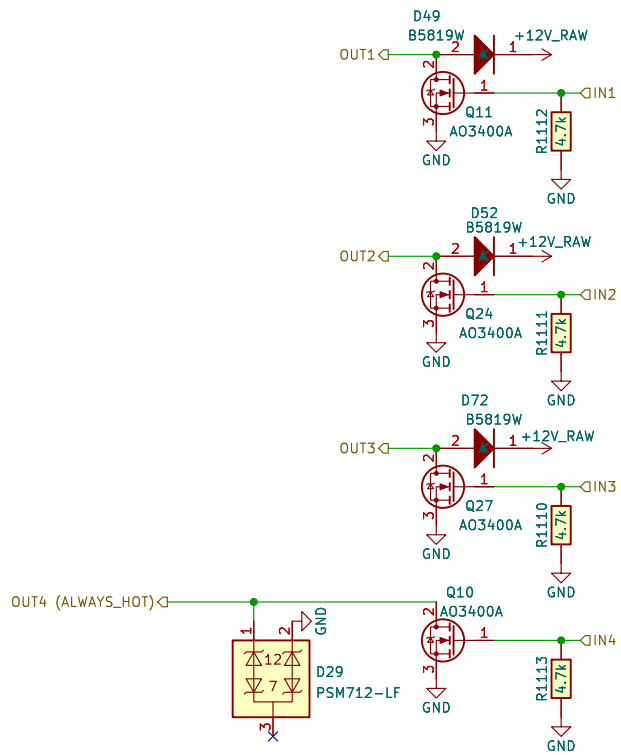 D49
B5819W
+12V_RAW
OUT1
2
K
A
1
2
1
IN1
Q11
AO3400A
3
GND
R1112
4.7k
GND
D52
B5819W
+12V_RAW
OUT2
2
K
A
1
2
1
IN2
Q24
AO3400A
3
GND
R1111
4.7k
GND
D72
B5819W
+12V_RAW
OUT3
2
K
A
1
2
1
IN3
Q27
AO3400A
3
GND
R1110
4.7k
GND
Q10
AO3400A
OUT4 (ALWAYS_HOT)
2
1
IN4
3
GND
R1113
4.7k
GND
1
2
GND
12
7
D29
PSM712-LF
3